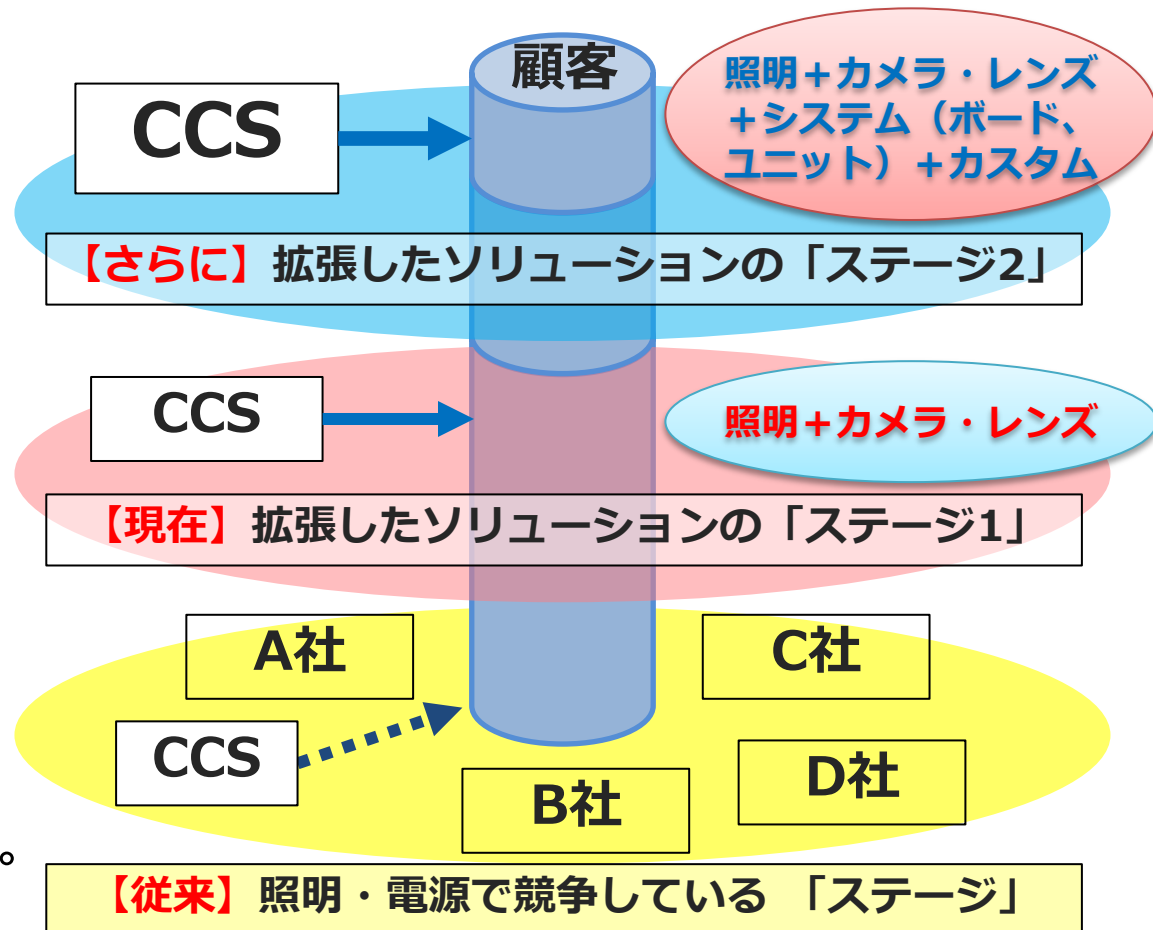 顧客
CCS
照明＋カメラ・レンズ
＋システム（ボード、
ユニット）＋カスタム
【さらに】拡張したソリューションの「ステージ2」
CCS
照明＋カメラ・レンズ
【現在】拡張したソリューションの「ステージ1」
A社
C社
CCS
B社
D社
。
【従来】照明・電源で競争している 「ステージ」